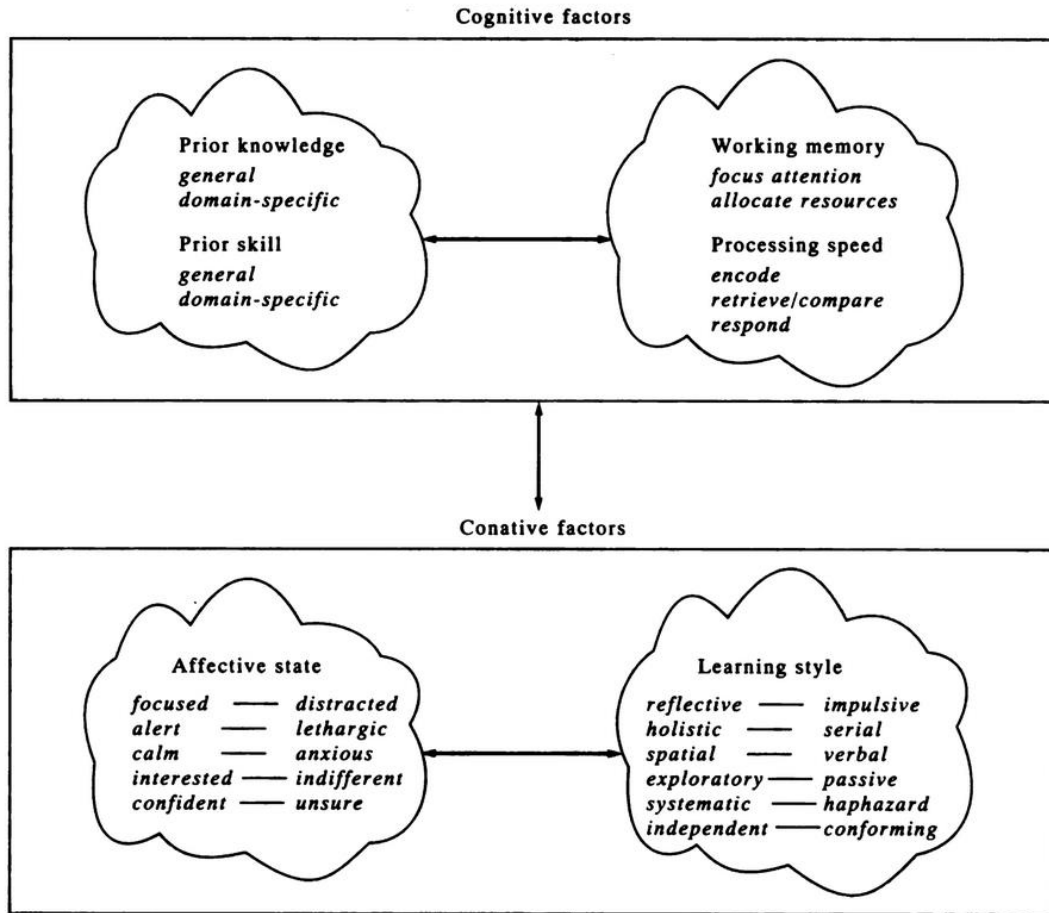 Cognitive factors
Prior knowledge
general
domain-specific
Prior skill
general
domain-specific
Working memory
focus attention
allocate resources
Processing speed
encode
retrieve/compare
respond
Conative factors
Affective state
focused — distracted
alert — lethargic
calm — anxious
interested — indifferent
confident — unsure
Learning style
reflective — impulsive
holistic — serial
spatial — verbal
exploratory — passive
systematic — haphazard
independent — conforming